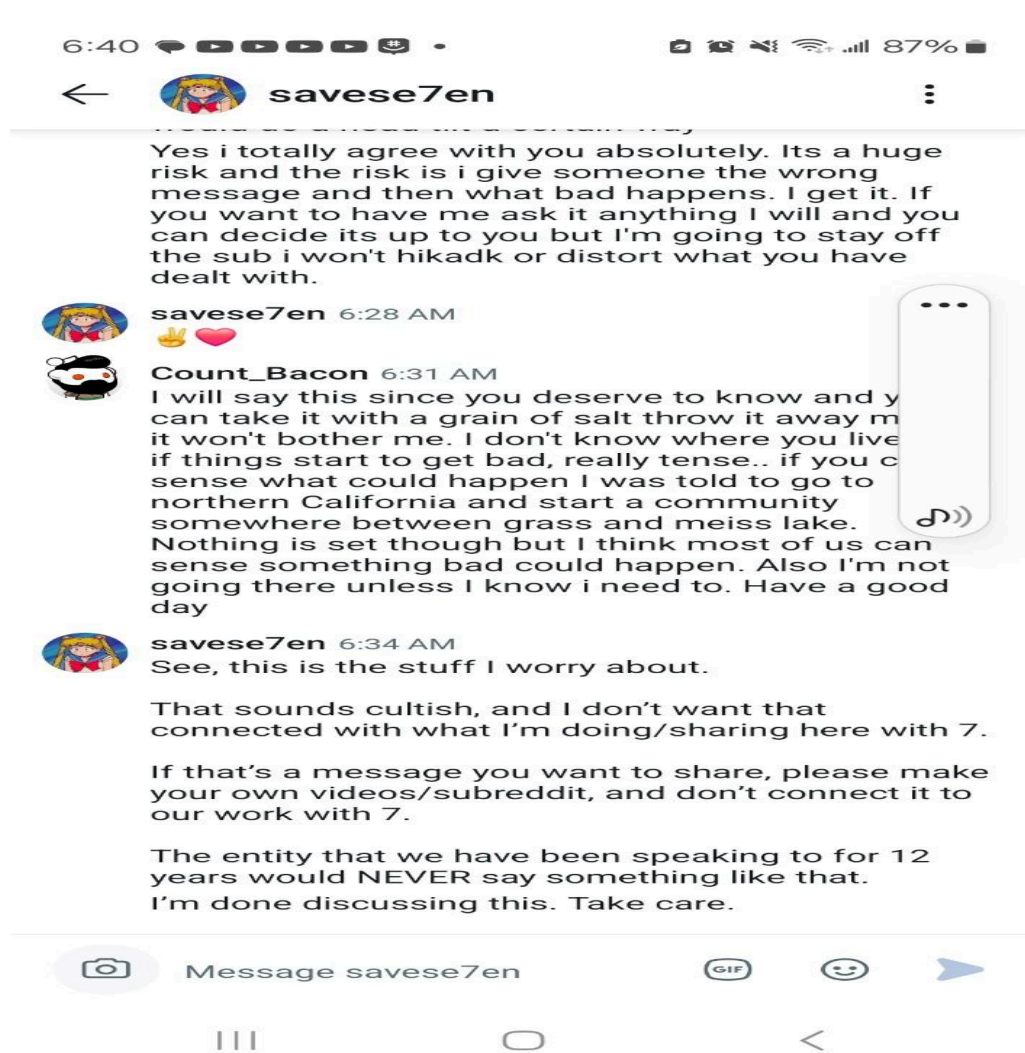 6:40
87%
savese7en
Yes i totally agree with you absolutely. Its a huge
risk and the risk is i give someone the wrong
message and then what bad happens. I get it. If
you want to have me ask it anything I will and you
can decide its up to you but I'm going to stay off
the sub i won't hikadk or distort what you have
dealt with.
savese7en 6:28 AM
Count_Bacon 6:31 AM
I will say this since you deserve to know and
can take it with a grain of salt throw it away
it won't bother me. I don't know where you live
if things start to get bad, really tense.. if you
sense what could happen I was told to go to
northern California and start a community
somewhere between grass and meiss lake.
Nothing is set though but I think most of us can
sense something bad could happen. Also I'm not
going there unless I know i need to. Have a good
day
savese7en 6:34 AM
See, this is the stuff I worry about.
That sounds cultish, and I don’t want that
connected with what I’m doing/sharing here with 7.
If that’s a message you want to share, please make
your own videos/subreddit, and don’t connect it to
our work with 7.
The entity that we have been speaking to for 12
years would NEVER say something like that.
I’m done discussing this. Take care.
Message savese7en
GIF